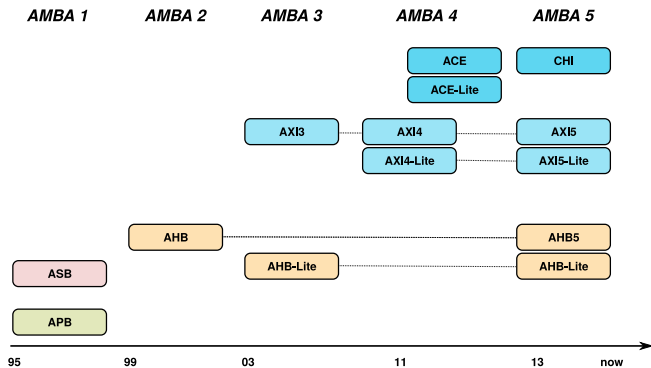 AMBA 1 AMBA 2 AMBA 3 AMBA 4 AMBA 5
ACE CHI
ACE-Lite
AXI3 AXI4 AXI5
AXI4-Lite AXI5-Lite
AHB AHB5
ASB AHB-Lite AHB-Lite
APB
95 99 03 11 13 now